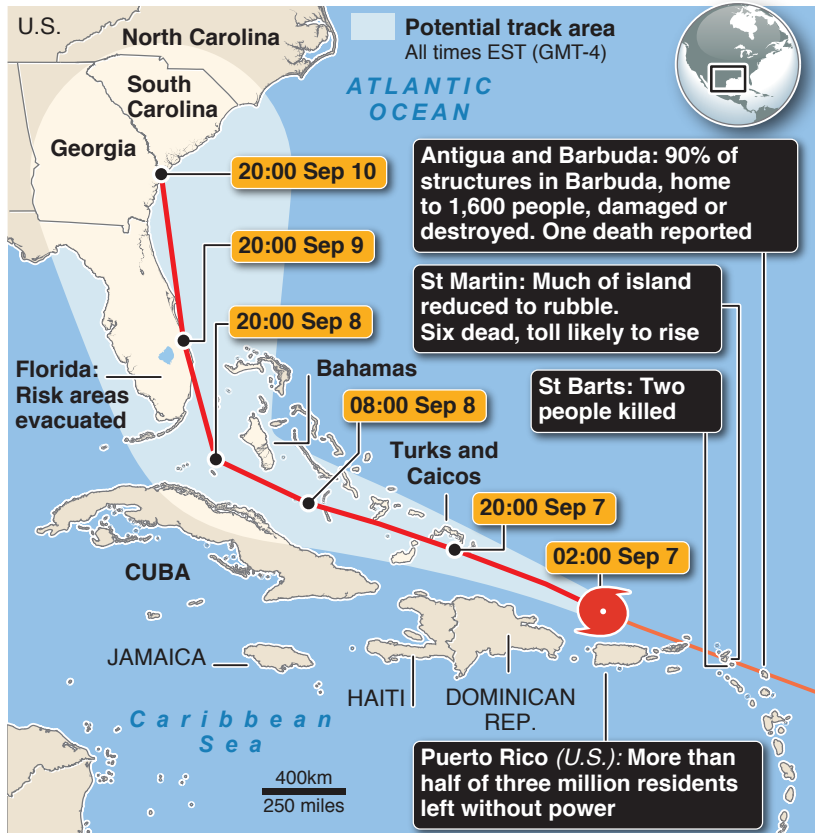 U.S.
North Carolina
South
Carolina
Georgia
Potential track area
All times EST (GMT-4)
ATLANTIC
OCEAN
Antigua and Barbuda: 90% of
structures in Barbuda, home
to 1,600 people, damaged or
destroyed. One death reported
20:00 Sep 10
20:00 Sep 9
St Martin: Much of island
reduced to rubble.
Six dead, toll likely to rise
20:00 Sep 8
Florida:
Risk areas
evacuated
Bahamas
St Barts: Two
people killed
08:00 Sep 8
Turks and
Caicos
20:00 Sep 7
02:00 Sep 7
CUBA
JAMAICA
HAITI
DOMINICAN
REP.
Caribbean
Sea
Puerto Rico (U.S.): More than
half of three million residents
left without power
400km
250 miles